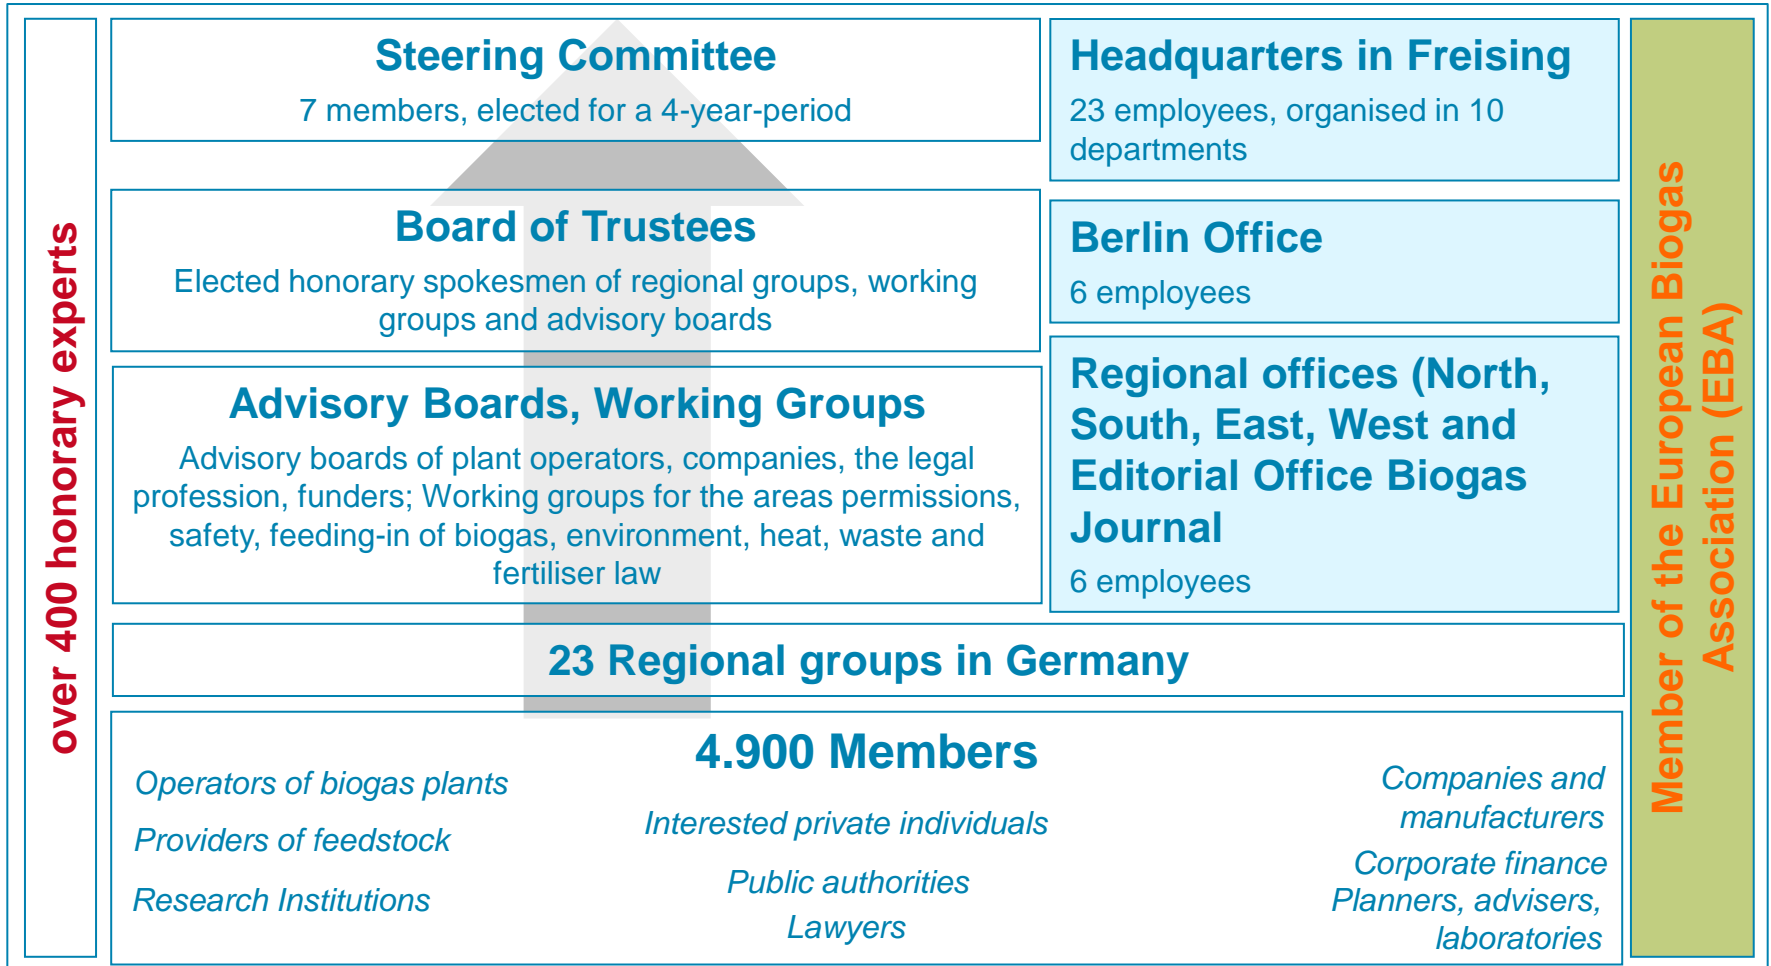 over 400 honorary experts
Steering Committee
7 members, elected for a 4-year-period
Board of Trustees
Elected honorary spokesmen of regional groups, working
groups and advisory boards
Advisory Boards, Working Groups
Advisory boards of plant operators, companies, the legal
profession, funders; Working groups for the areas permissions,
safety, feeding-in of biogas, environment, heat, waste and
fertiliser law
Headquarters in Freising
23 employees, organised in 10
departments
Berlin Office
6 employees
Regional offices (North,
South, East, West and
Editorial Office Biogas
Journal
6 employees
23 Regional groups in Germany
4.900 Members
Operators of biogas plants
Providers of feedstock
Research Institutions
Interested private individuals
Public authorities
Lawyers
Companies and
manufacturers
Corporate finance
Planners, advisers,
laboratories
Member of the European Biogas
Association (EBA)